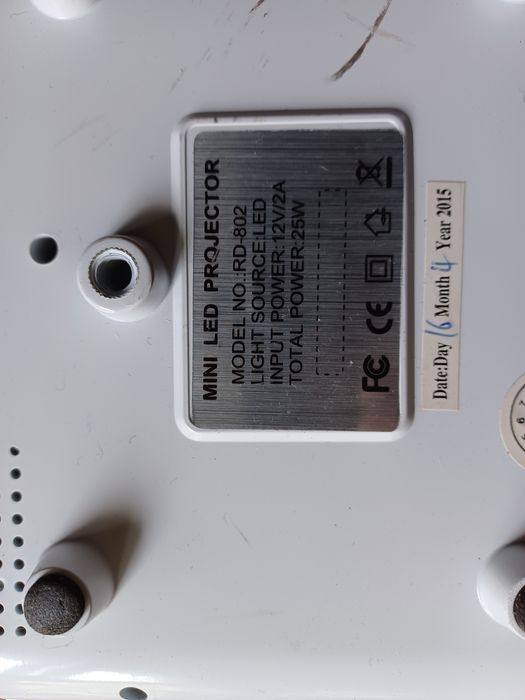 MINI LED PROJECTOR
MODEL NO.:RD-802
LIGHT SOURCE:LED
INPUT POWER:12V/2A
TOTAL POWER:25W
FC CE
Date:Day 16 Month 4 Year 2015